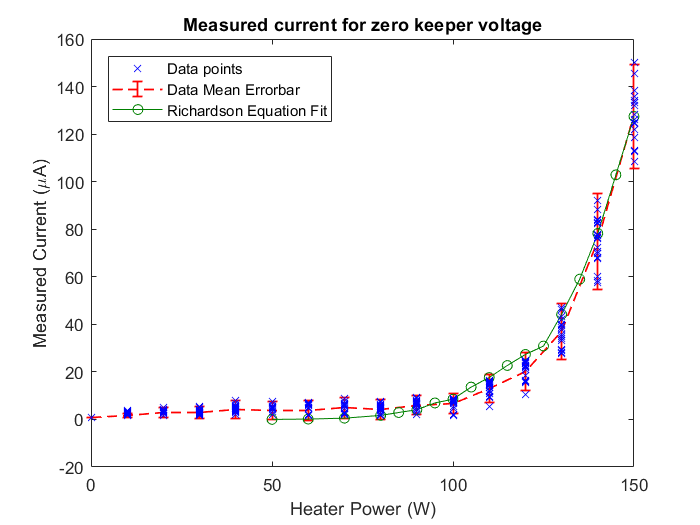 Measured current for zero keeper voltage
160
140
120
100
80
60
40
20
0
-20
Measured Current (μA)
Data points
Data Mean Errorbar
Richardson Equation Fit
0 50 100 150
Heater Power (W)